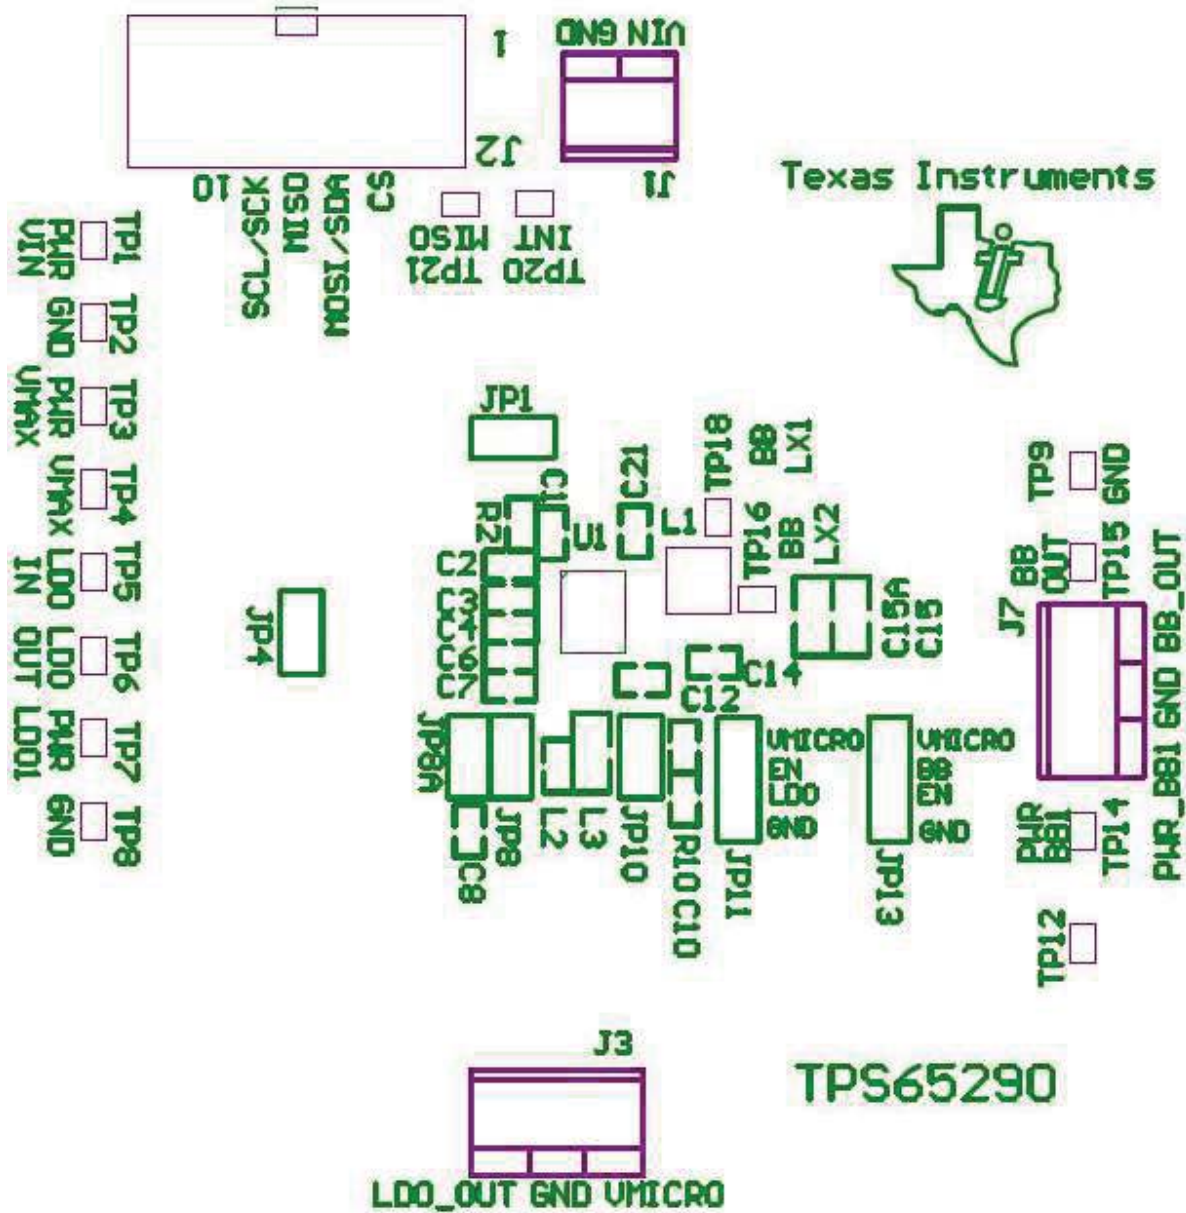 1
GND VIN
J2
J1
10
SCL/SCK
MISO
MOSI/SDA
CS
MISO
TP21
INT
TP20
Texas Instruments
TP1
PWR
VIN
TP2
GND
TP3
PWR
VMAX
TP4
VMAX
TP5
LDO
IN
TP6
LDO
OUT
TP7
PWR
LDO1
TP8
GND
JP1
C1
C21
R2
U1
L1
TP18
BB
LX1
TP16
BB
LX2
C2
C3
C4
C6
C7
JP4
C15A
C15
C14
C12
TP9
GND
BB
OUT
TP15
J7
BB_OUT
GND
PWR_BB1
JP8A
JP8
C8
L2
L3
JP10
R10
C10
JP11
VMICRO
EN
LDO
GND
JP13
VMICRO
BB
EN
GND
PWR
BB1
TP14
TP12
J3
TPS65290
LDO_OUT GND VMICRO